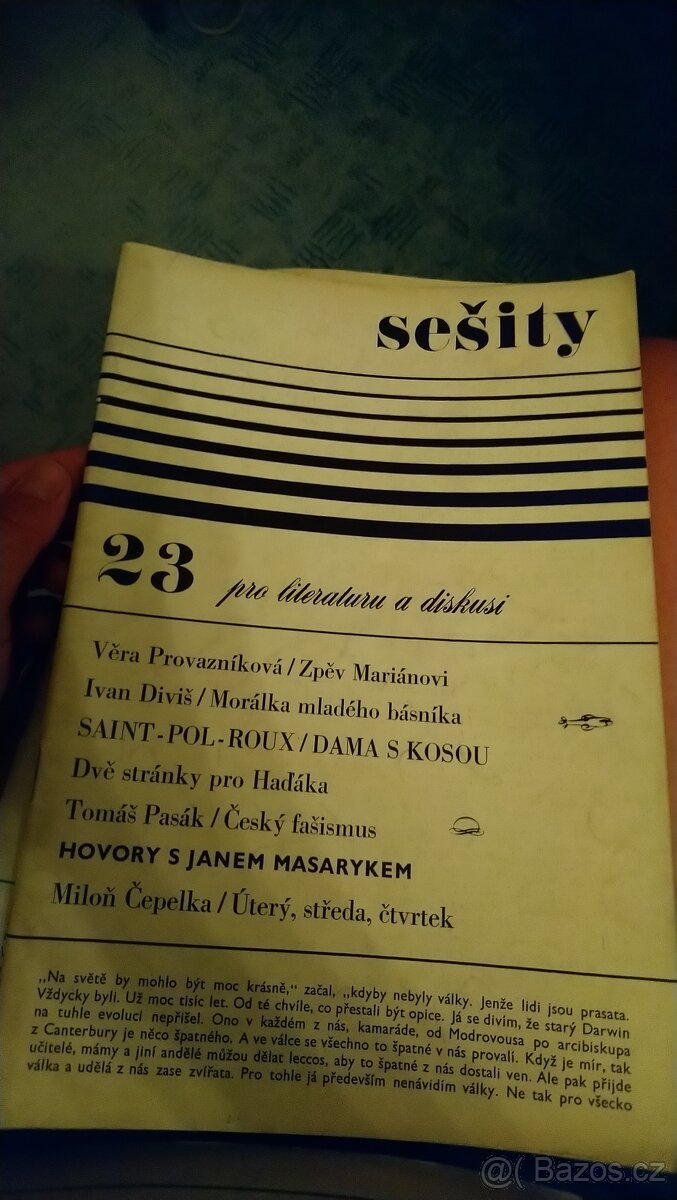 sešity
23 pro literaturu a diskusi
Věra Provazníková / Zpěv Mariánovi
Ivan Diviš / Morálka mladého básníka
SAINT-POL-ROUX / DAMA S KOSOU
Dvě stránky pro Haďáka
Tomáš Pasák / Český fašismus
HOVORY S JANEM MASARYKEM
Miloň Čepelka / Úterý, středa, čtvrtek
„Na světě by mohlo být moc krásně,“ začal, „kdyby nebyly války. Jenže lidi jsou prasata.
Vždycky byli. Už moc tisíc let. Od té chvíle, co přestali být opice. Já se divím, že starý Darwin
na tuhle evoluci nepřišel. Ono v každém z nás, kamaráde, od Modrovousa po arcibiskupa
z Canterbury je něco špatného. A ve válce se všechno to špatné v nás provalí. Když je mír, tak
učitelé, mámy a jiní andělé můžou dělat leccos, aby to špatné z nás dostali ven. Ale pak přijde
válka a udělá z nás zase zvířata. Pro tohle já především nenávidím války. Ne tak pro všecko
@( Bazos.cz